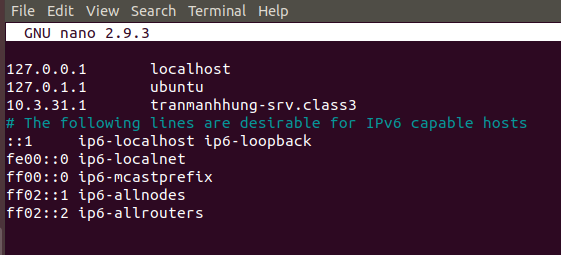 File Edit View Search Terminal Help
GNU nano 2.9.3
127.0.0.1 localhost
127.0.1.1 ubuntu
10.3.31.1 tranmanhhung-srv.class3
# The following lines are desirable for IPv6 capable hosts
::1 ip6-localhost ip6-loopback
fe00::0 ip6-localnet
ff00::0 ip6-mcastprefix
ff02::1 ip6-allnodes
ff02::2 ip6-allrouters